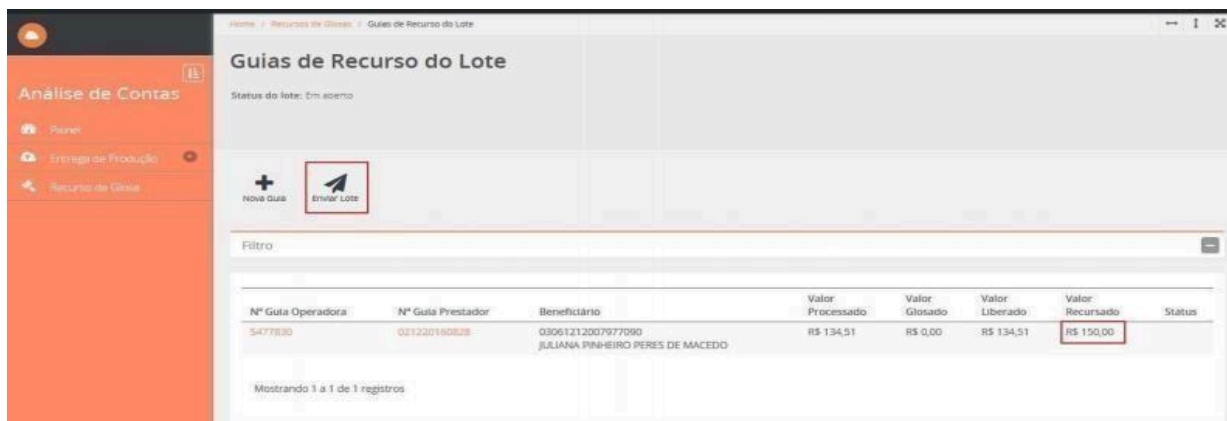 Home / Recursos de Glosas / Guias de Recurso do Lote
Guias de Recurso do Lote
Status do lote: Em aberto
Análise de Contas
Painel
Entrega de Produção
Recurso de Glosa
Nova Guia
Enviar Lote
Filtro
Nº Guia Operadora Nº Guia Prestador Beneficiário Valor Processado Valor Glosado Valor Liberado Valor Recursado Status
5477830 021220160828 03061212007977090 R$ 134,51 R$ 0,00 R$ 134,51 R$ 150,00
JULIANA PINHEIRO PERES DE MACEDO
Mostrando 1 a 1 de 1 registros